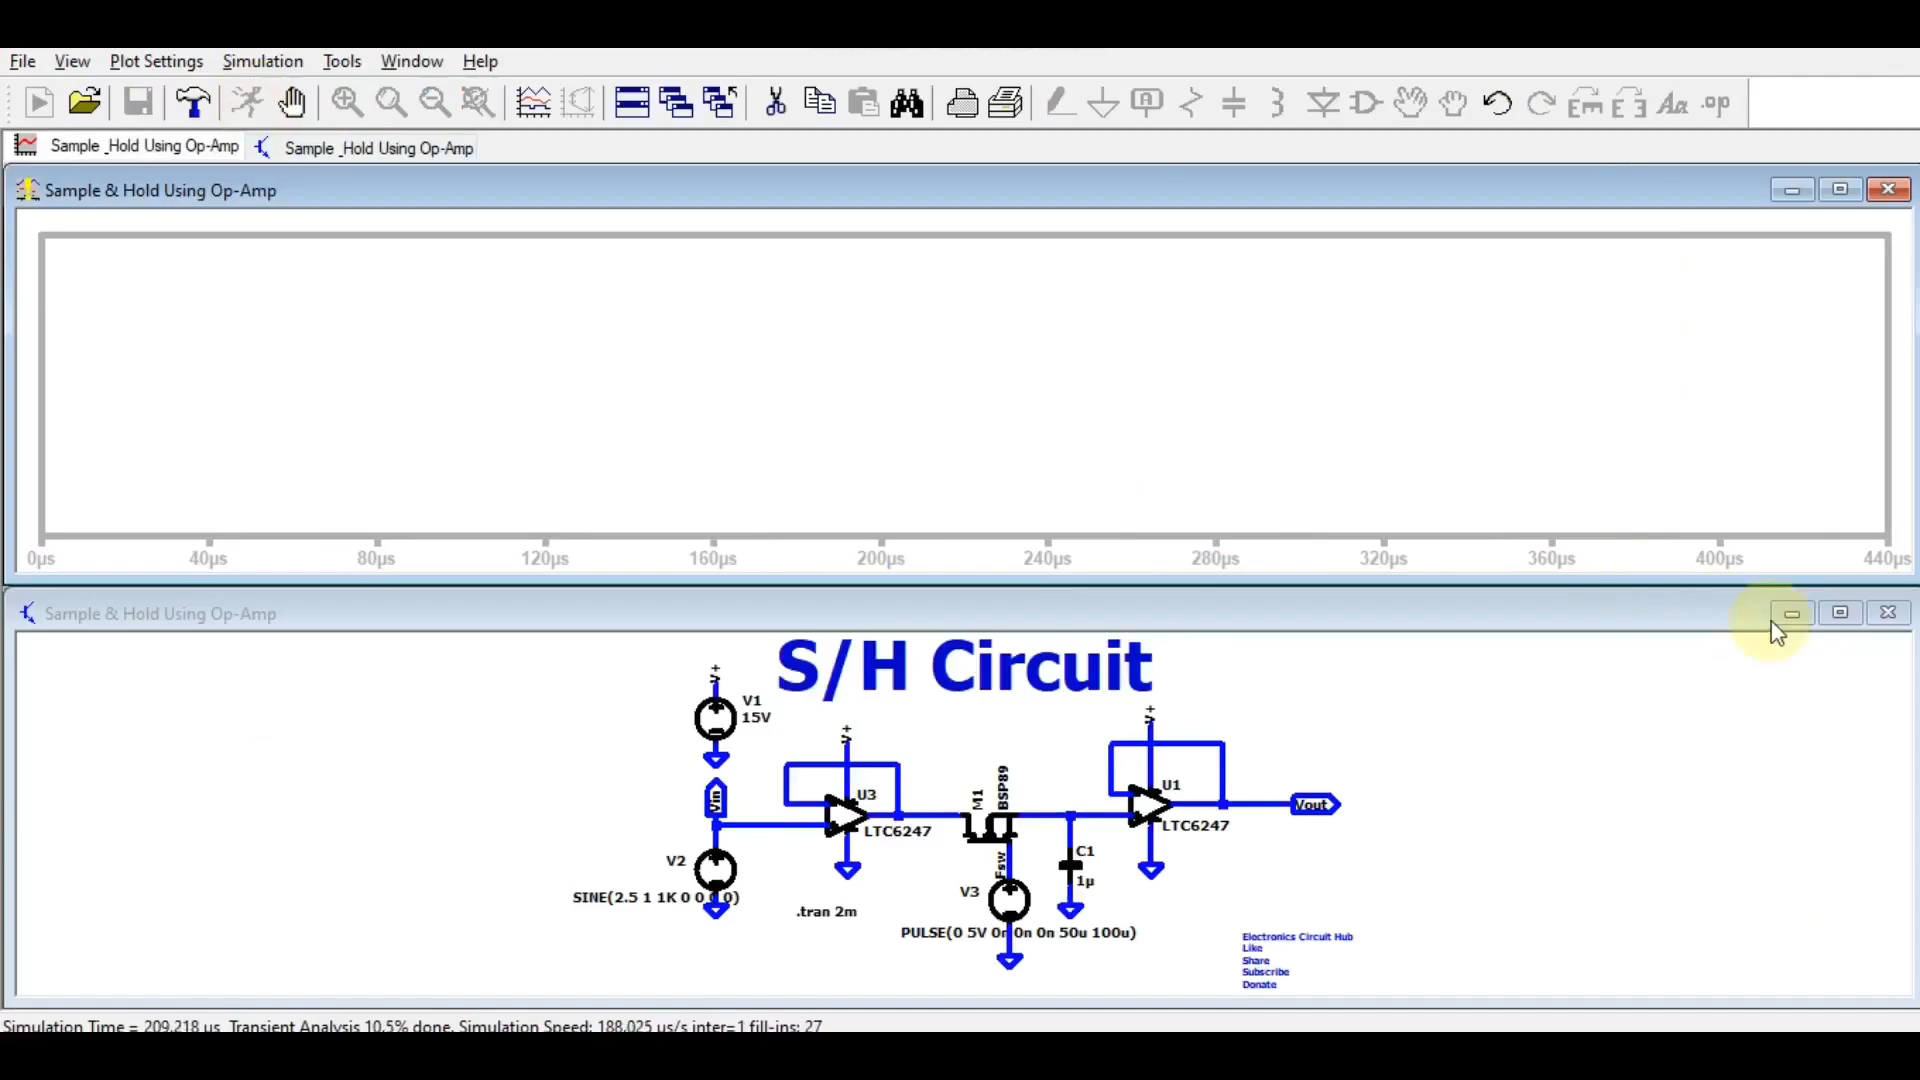 File View Plot Settings Simulation Tools Window Help
.op
Sample _Hold Using Op-Amp Sample _Hold Using Op-Amp
Sample & Hold Using Op-Amp
0µs 40µs 80µs 120µs 160µs 200µs 240µs 280µs 320µs 360µs 400µs 440µs
Sample & Hold Using Op-Amp
S/H Circuit
V+
V1
15V
V+
V+
Vin
U3
LTC6247
M1
BSP89
U1
LTC6247
Vout
V2
SINE(2.5 1 1K 0 0 0 0)
.tran 2m
Fsw
V3
PULSE(0 5V 0n 0n 0n 50u 100u)
C1
1µ
Electronics Circuit Hub
Like
Share
Subscribe
Donate
Simulation Time = 209.218 us. Transient Analysis 10.5% done. Simulation Speed: 188.025 us/s inter=1 fill-ins: 27